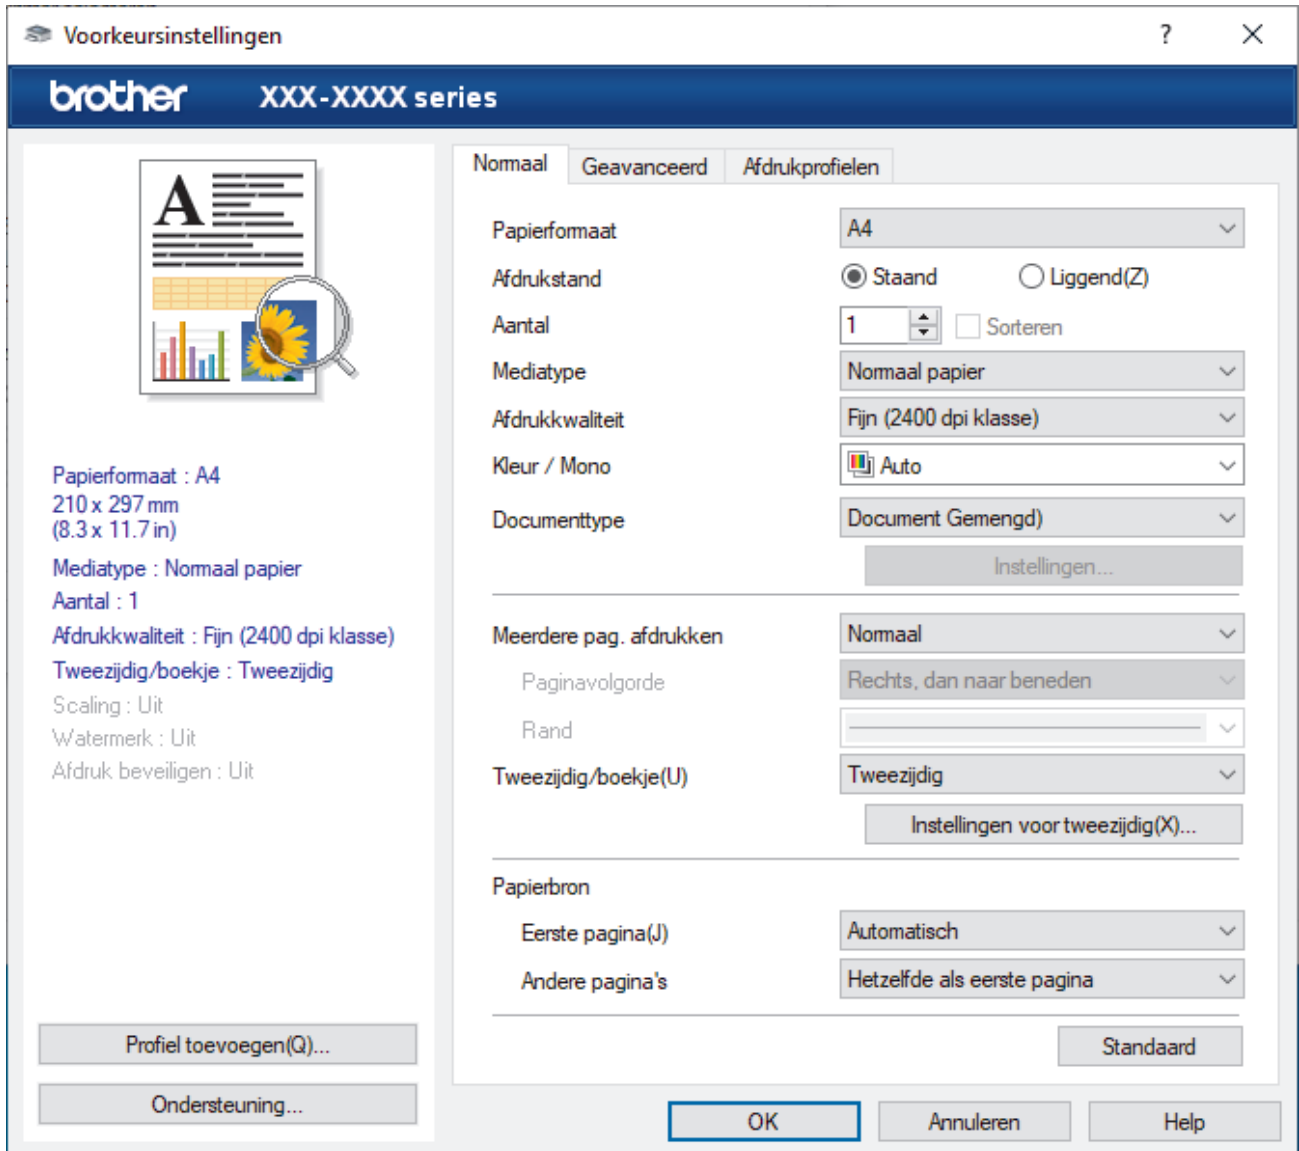 Voorkeursinstellingen
?
brother XXX-XXXX series
A
Papierformaat : A4
210 x 297 mm
(8.3 x 11.7 in)
Mediatype : Normaal papier
Aantal : 1
Afdrukkwaliteit : Fijn (2400 dpi klasse)
Tweezijdig/boekje : Tweezijdig
Scaling : Uit
Watermerk : Uit
Afdruk beveiligen : Uit
Profiel toevoegen(Q)...
Ondersteuning...
Normaal Geavanceerd Afdrukprofielen
Papierformaat A4
Afdrukstand Staand Liggend(Z)
Aantal 1 Sorteren
Mediatype Normaal papier
Afdrukkwaliteit Fijn (2400 dpi klasse)
Kleur / Mono Auto
Documenttype Document Gemengd)
Instellingen...
Meerdere pag. afdrukken Normaal
Paginavolgorde Rechts, dan naar beneden
Rand
Tweezijdig/boekje(U) Tweezijdig
Instellingen voor tweezijdig(X)...
Papierbron
Eerste pagina(J) Automatisch
Andere pagina's Hetzelfde als eerste pagina
Standaard
OK Annuleren Help